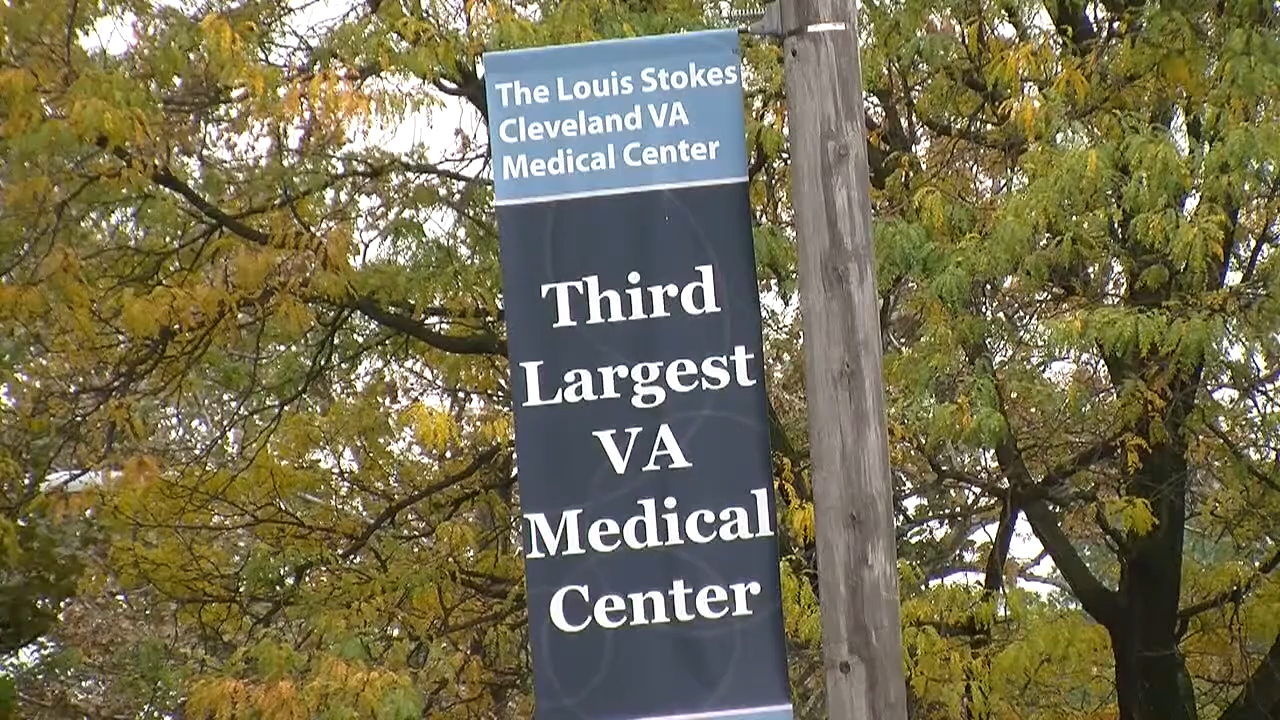 The Louis Stokes
Cleveland VA
Medical Center
Third
Largest
VA
Medical
Center